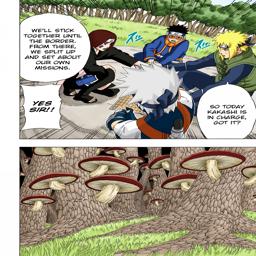 WE'LL STICK
TOGETHER UNTIL
THE BORDER.
FROM THERE,
WE SPLIT UP
AND SET ABOUT
OUR OWN
MISSIONS.
YES
SIR!!
SO TODAY
KAKASHI
IS IN
CHARGE,
GOT IT?